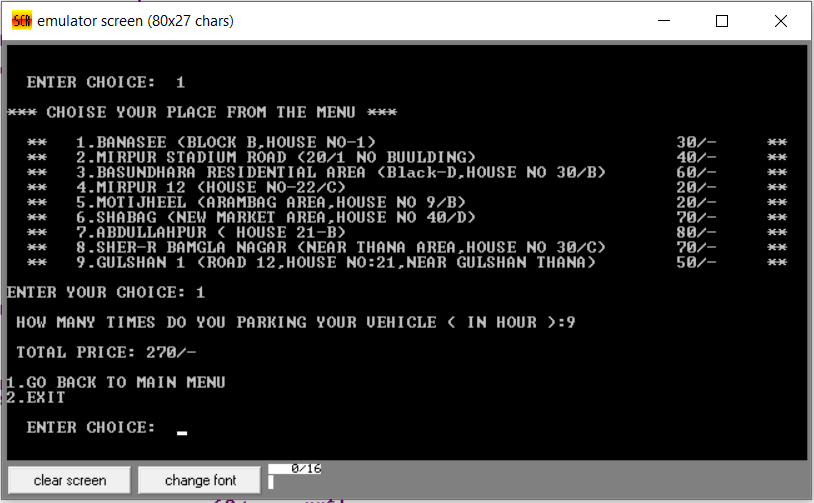 SCR emulator screen (80x27 chars)
ENTER CHOICE: 1
*** CHOISE YOUR PLACE FROM THE MENU ***
** 1.BANASEE (BLOCK B,HOUSE NO-1) 30/- **
** 2.MIRPUR STADIUM ROAD (20/1 NO BUULDING) 40/- **
** 3.BASUNDHARA RESIDENTIAL AREA (Black-D,HOUSE NO 30/B) 60/- **
** 4.MIRPUR 12 (HOUSE NO-22/C) 20/- **
** 5.MOTIJHEEL (ARAMBAG AREA,HOUSE NO 9/B) 20/- **
** 6.SHABAG (NEW MARKET AREA,HOUSE NO 40/D) 70/- **
** 7.ABDULLAHPUR ( HOUSE 21-B) 80/- **
** 8.SHER-R BAMGLA NAGAR (NEAR THANA AREA,HOUSE NO 30/C) 70/- **
** 9.GULSHAN 1 (ROAD 12,HOUSE NO:21,NEAR GULSHAN THANA) 50/- **
ENTER YOUR CHOICE: 1
HOW MANY TIMES DO YOU PARKING YOUR VEHICLE ( IN HOUR ):9
TOTAL PRICE: 270/-
1.GO BACK TO MAIN MENU
2.EXIT
ENTER CHOICE:
clear screen change font 0/16